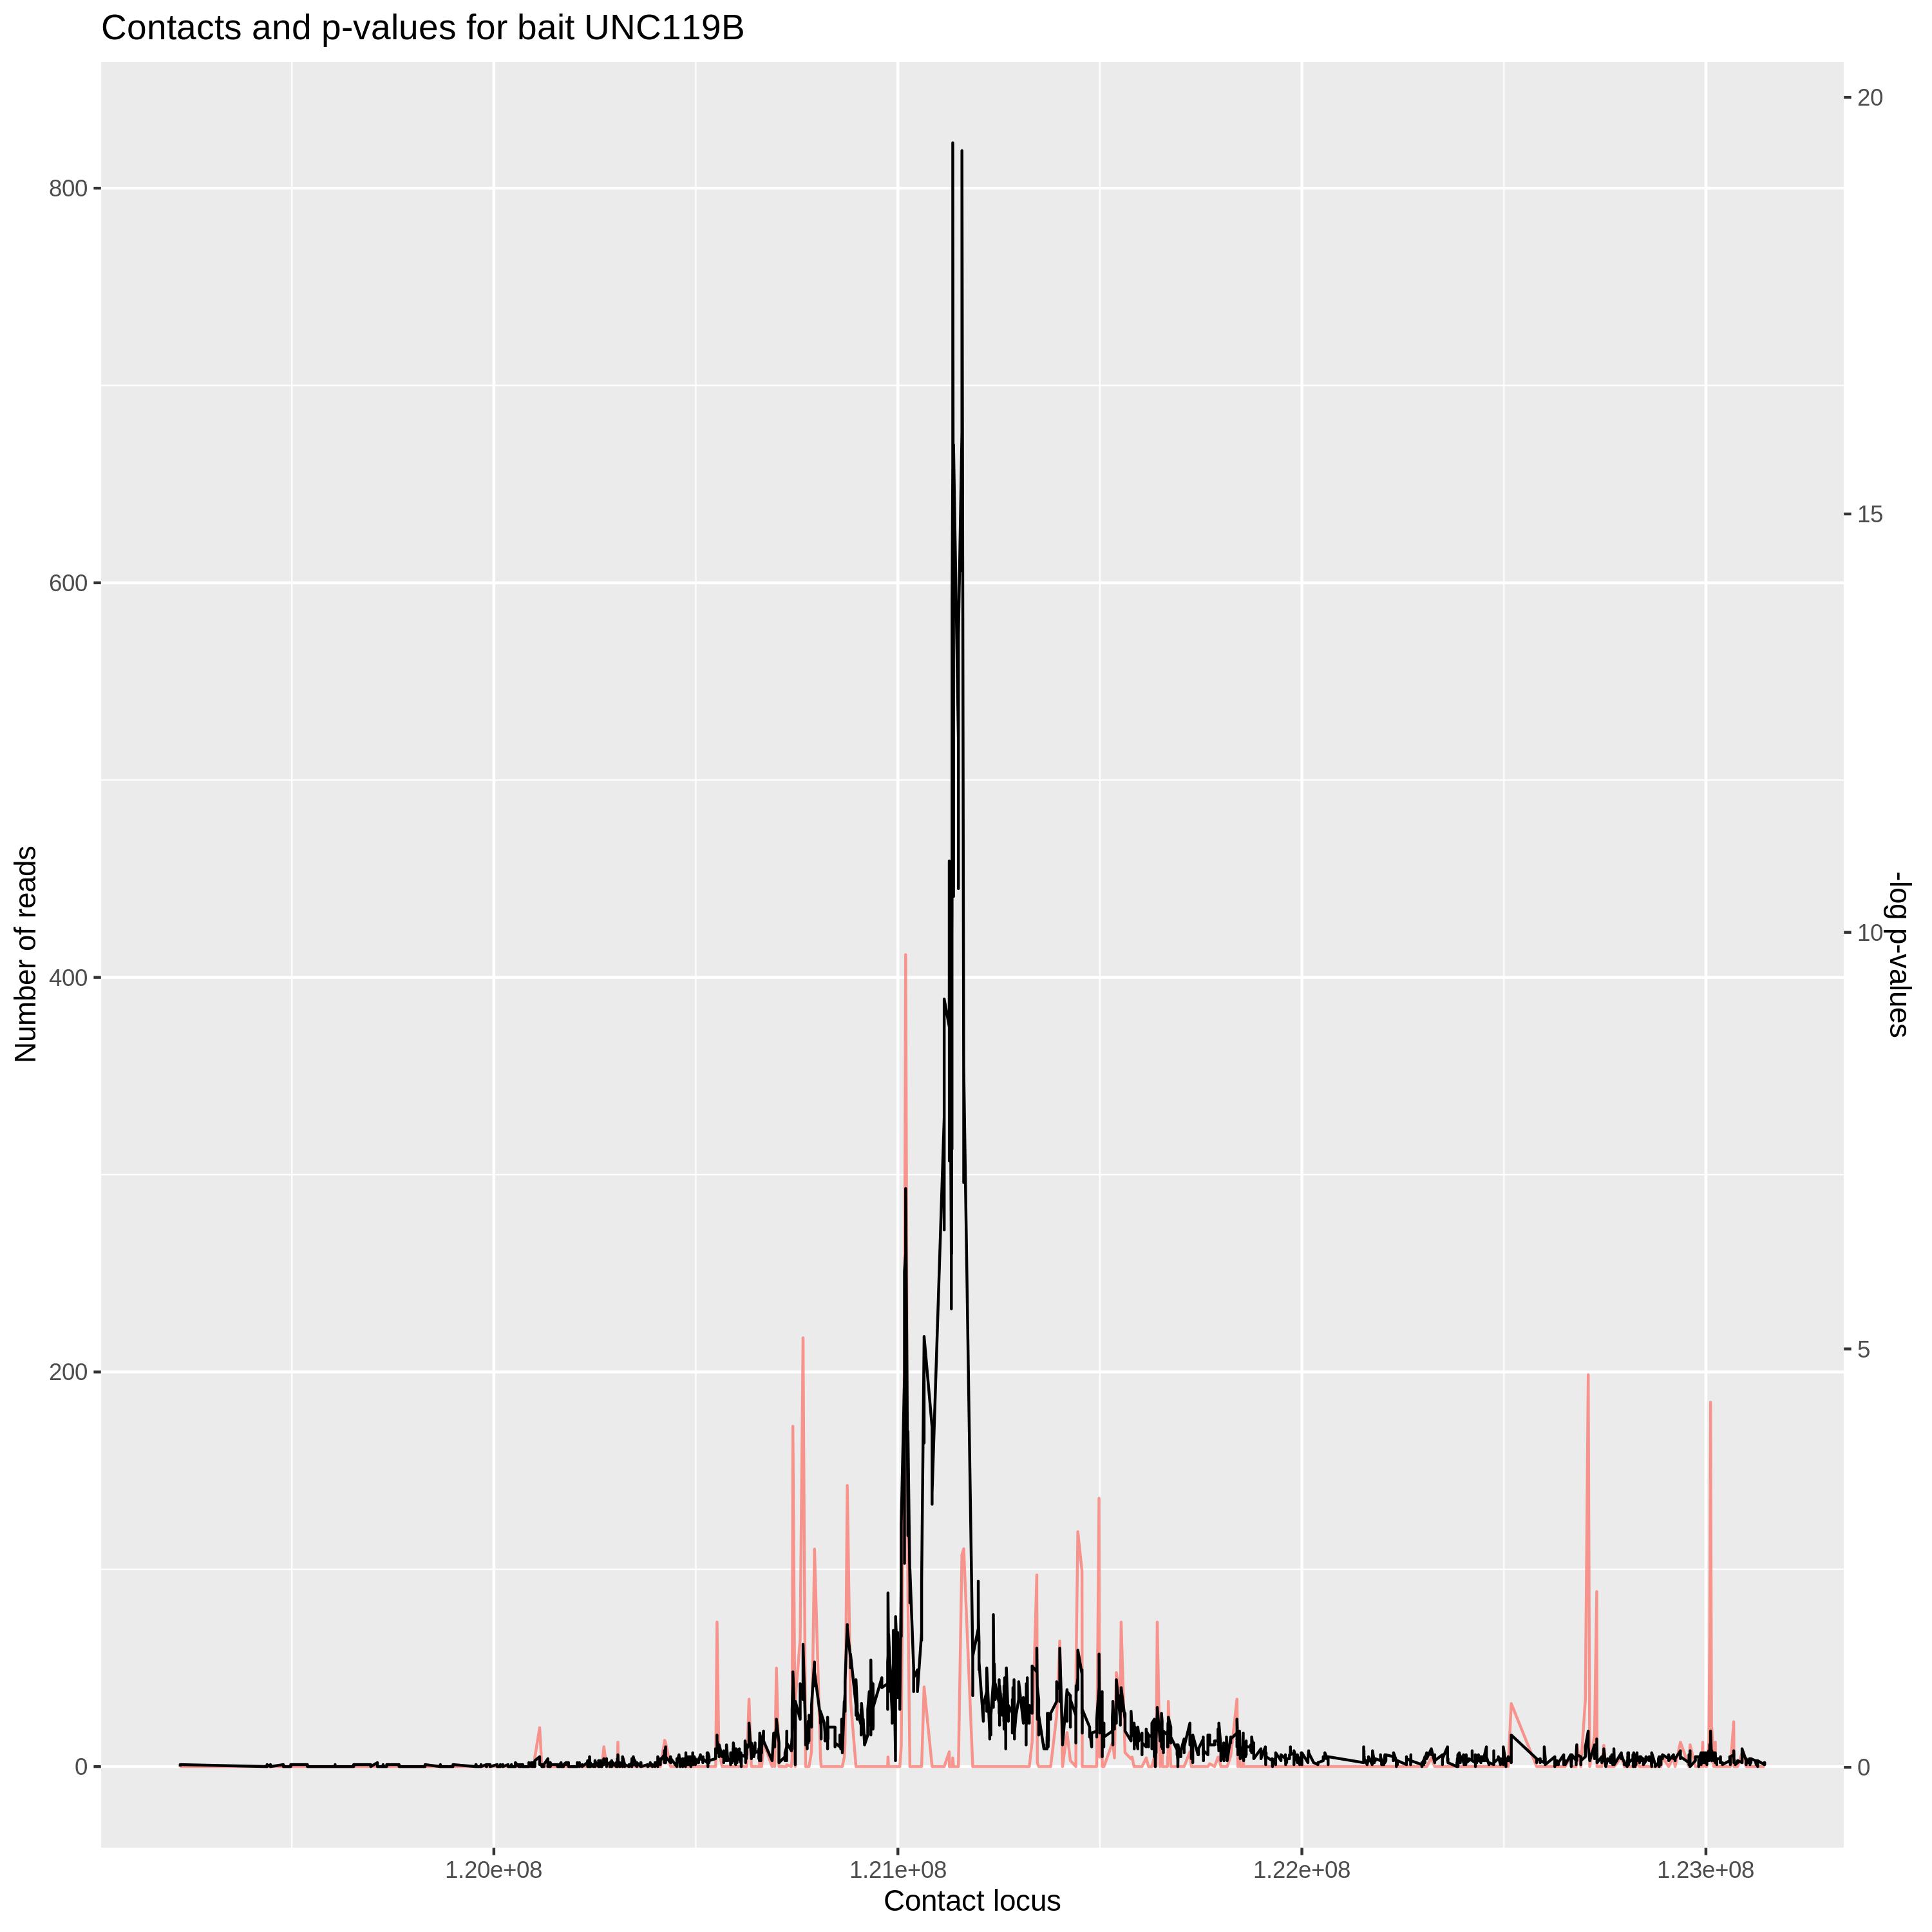 Contacts and p-values for bait UNC119B
20
800
15
600
Number of reads
-log p-values
10
400
5
200
0
0
1.20e+08
1.21e+08
1.22e+08
1.23e+08
Contact locus